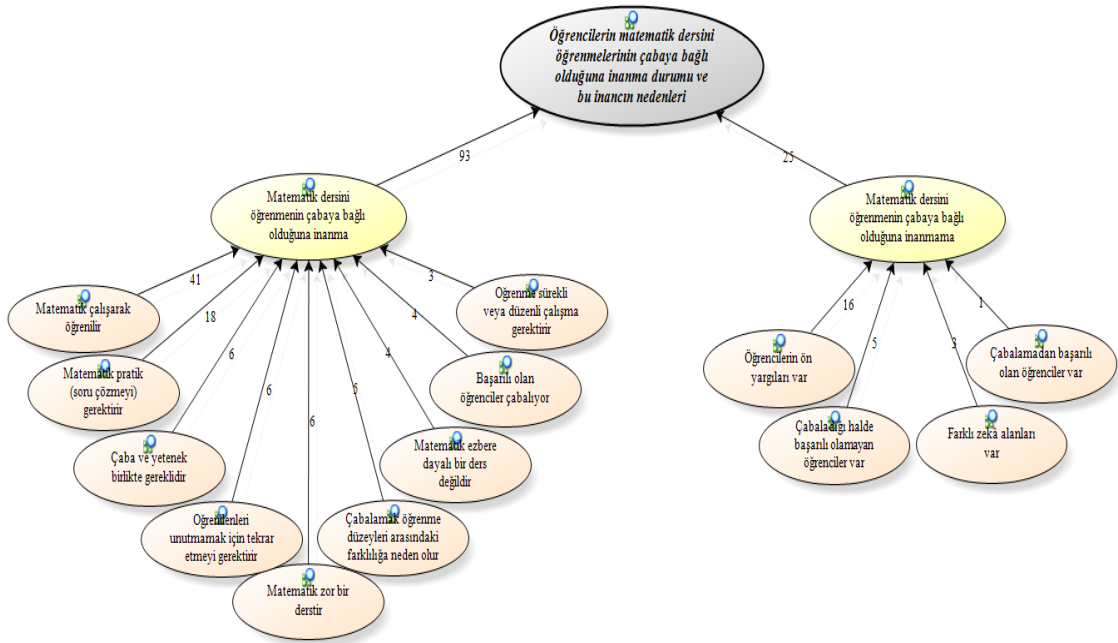 Öğrencilerin matematik dersini
öğrenmelerinin çabaya bağlı
olduğuna inanma durumu ve
bu inancın nedenleri
93
25
Matematik dersini
öğrenmenin çabaya bağlı
olduğuna inanma
Matematik dersini
öğrenmenin çabaya bağlı
olduğuna inanmama
41
18
6
6
6
5
4
4
3
16
5
3
1
Matematik çalışarak
öğrenilir
Matematik pratik
(soru çözmeyi)
gerektirir
Çaba ve yetenek
birlikte gereklidir
Öğrenilenleri
unutmamak için tekrar
etmeyi gerektirir
Matematik zor bir
derstir
Çabalamak öğrenme
düzeyleri arasındaki
farklılığa neden olur
Matematik ezbere
dayalı bir ders
değildir
Başarılı olan
öğrenciler çabalıyor
Öğrenme sürekli
veya düzenli çalışma
gerektirir
Öğrencilerin ön
yargıları var
Çabaladığı halde
başarılı olamayan
öğrenciler var
Farklı zeka alanları
var
Çabalamadan başarılı
olan öğrenciler var